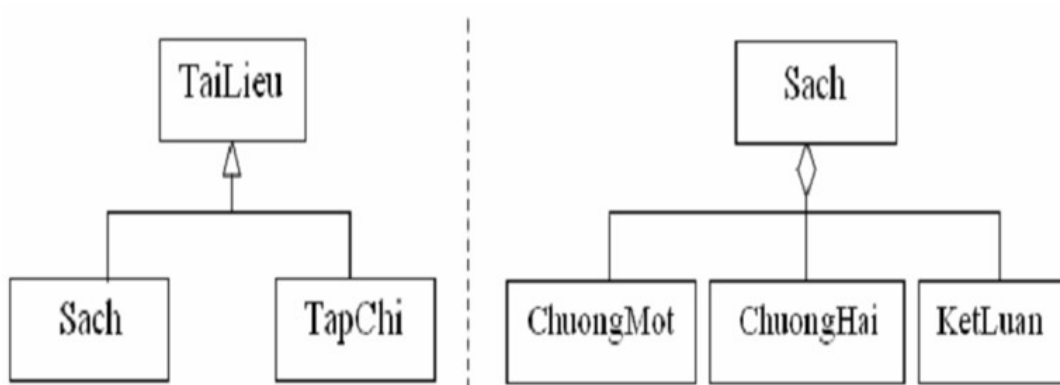 TaiLieu
Sach
TapChi
Sach
ChuongMot
ChuongHai
KetLuan